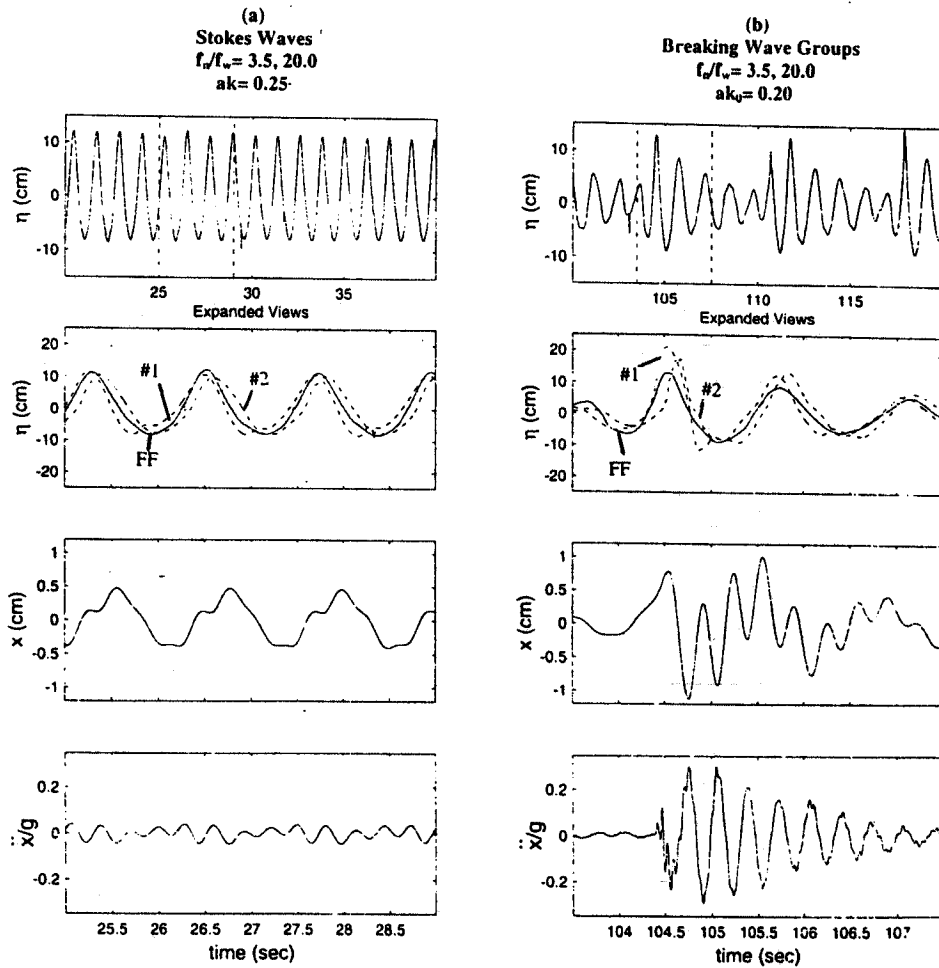 (a)
Stokes Waves
fn/fw= 3.5, 20.0
ak= 0.25
η (cm)
10
0
-10
25
30
35
Expanded Views
η (cm)
20
10
0
-10
-20
#1
#2
FF
x (cm)
1
0.5
0
-0.5
-1
ẍ/g
0.2
0
-0.2
25.5
26
26.5
27
27.5
28
28.5
time (sec)
(b)
Breaking Wave Groups
fn/fw= 3.5, 20.0
ak0= 0.20
η (cm)
10
0
-10
105
110
115
Expanded Views
η (cm)
20
10
0
-10
-20
#1
#2
FF
x (cm)
1
0.5
0
-0.5
-1
ẍ/g
0.2
0
-0.2
104
104.5
105
105.5
106
106.5
107
time (sec)